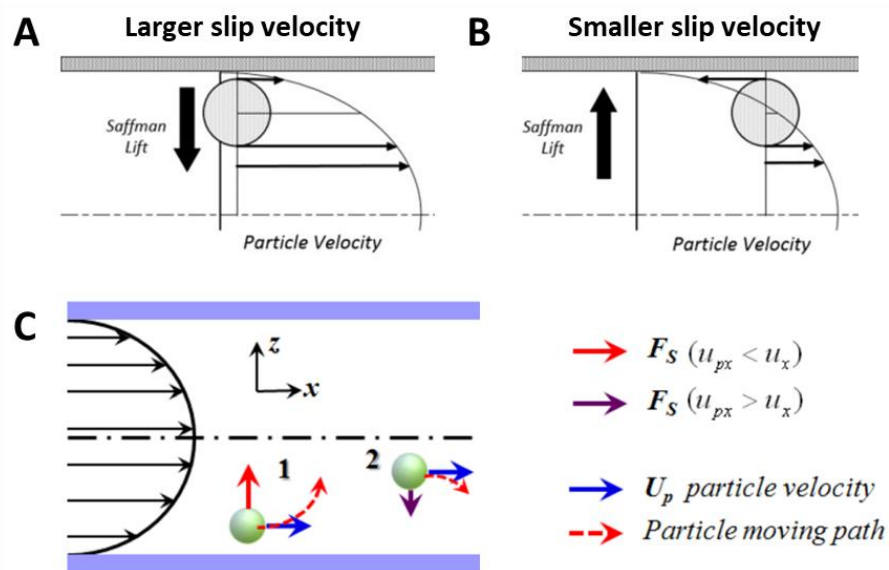 A
Larger slip velocity
B
Smaller slip velocity
Saffman
Lift
Saffman
Lift
Particle Velocity
Particle Velocity
C
z
x
1
2
F_S (u_px < u_x)
F_S (u_px > u_x)
U_p particle velocity
Particle moving path